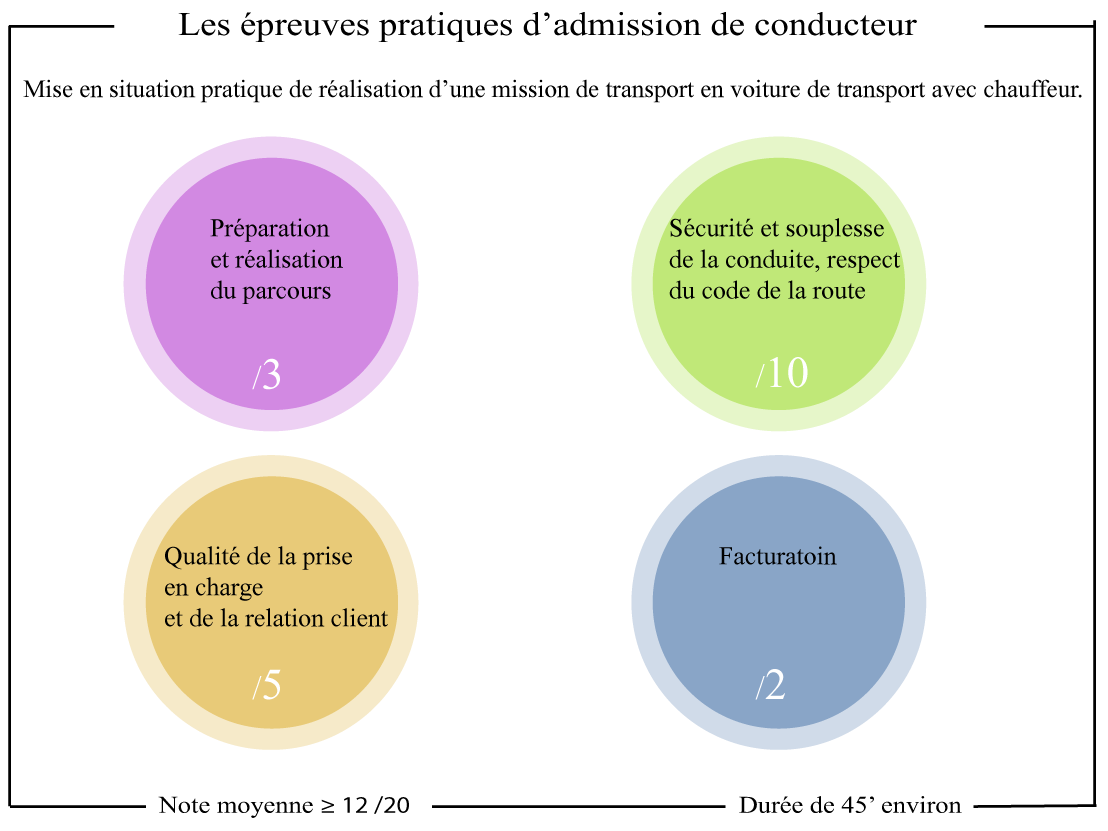 Les épreuves pratiques d’admission de conducteur
Mise en situation pratique de réalisation d’une mission de transport en voiture de transport avec chauffeur.
Préparation
et réalisation
du parcours
/3
Sécurité et souplesse
de la conduite, respect
du code de la route
/10
Qualité de la prise
en charge
et de la relation client
/5
Facturatoin
/2
Note moyenne ≥ 12 /20
Durée de 45’ environ